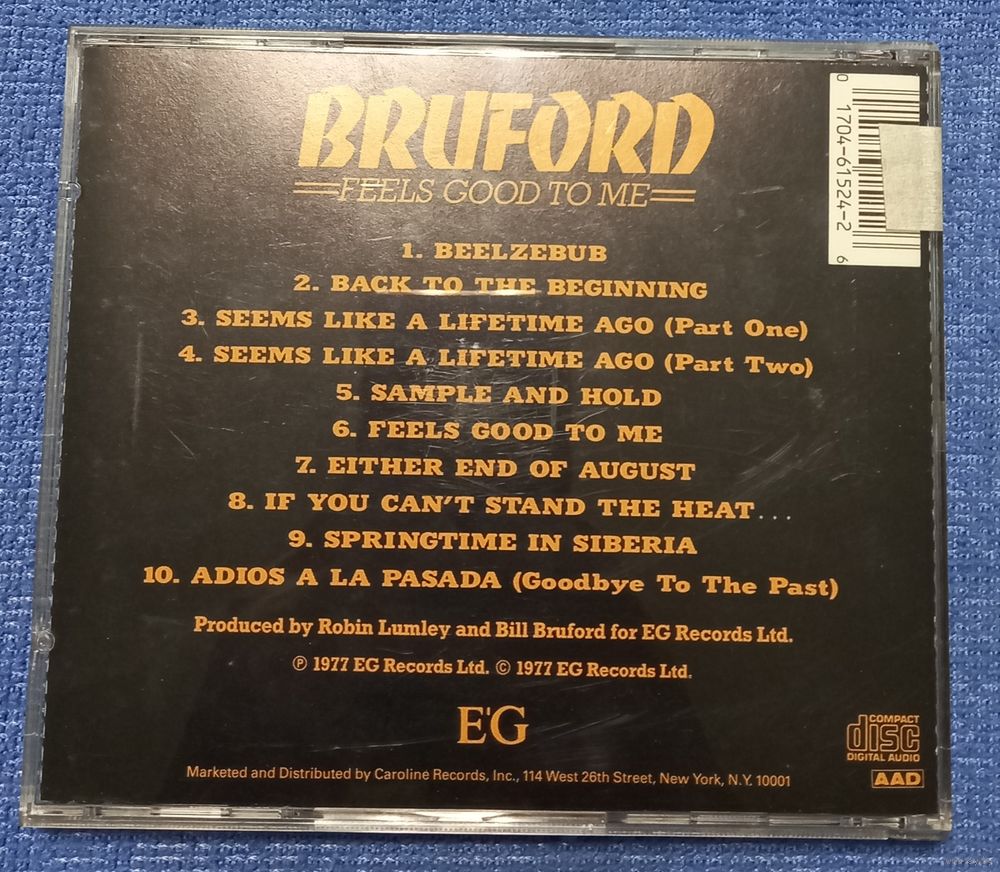 BRUFORD
FEELS GOOD TO ME
0 1704-61524-2 6
1. BEELZEBUB
2. BACK TO THE BEGINNING
3. SEEMS LIKE A LIFETIME AGO (Part One)
4. SEEMS LIKE A LIFETIME AGO (Part Two)
5. SAMPLE AND HOLD
6. FEELS GOOD TO ME
7. EITHER END OF AUGUST
8. IF YOU CAN'T STAND THE HEAT...
9. SPRINGTIME IN SIBERIA
10. ADIOS A LA PASADA (Goodbye To The Past)
Produced by Robin Lumley and Bill Bruford for EG Records Ltd.
℗ 1977 EG Records Ltd. © 1977 EG Records Ltd.
E'G
COMPACT
disc
DIGITAL AUDIO
AAD
Marketed and Distributed by Caroline Records, Inc., 114 West 26th Street, New York, N.Y. 10001